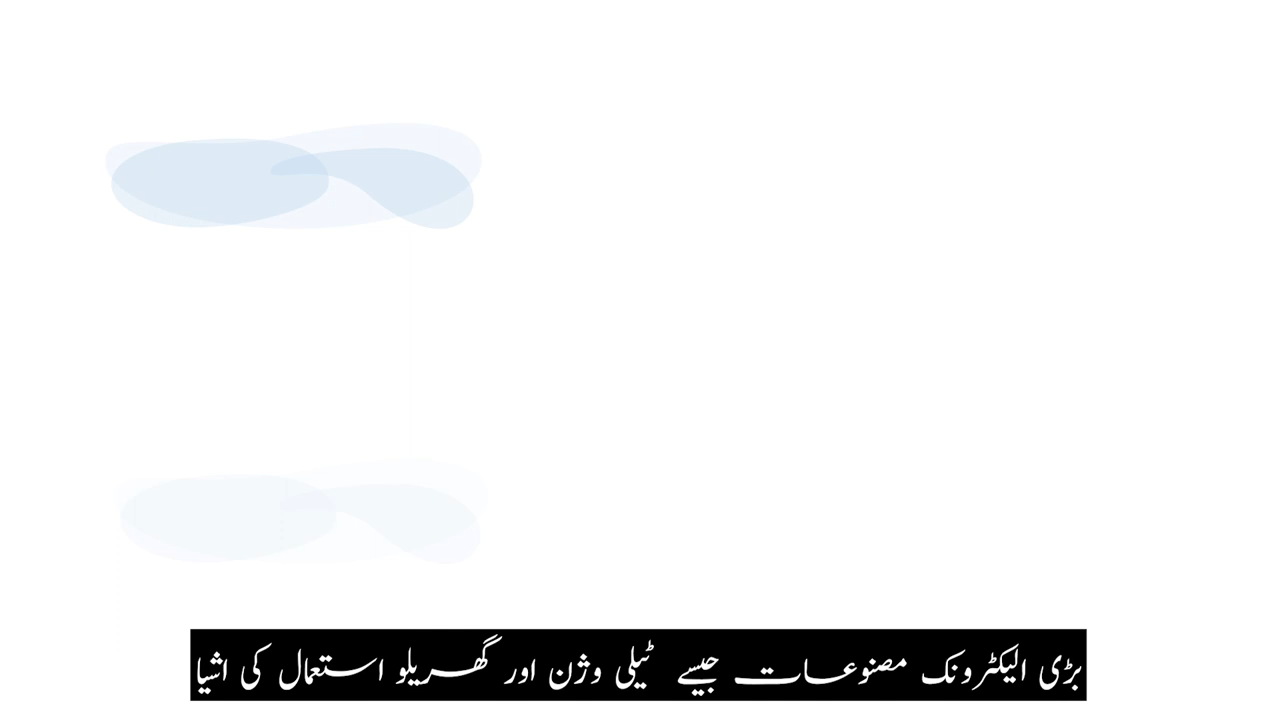 بڑی الیکٹرونک مصنوعات جیسے ٹیلی وژن اور گھریلو استعمال کی اشیا